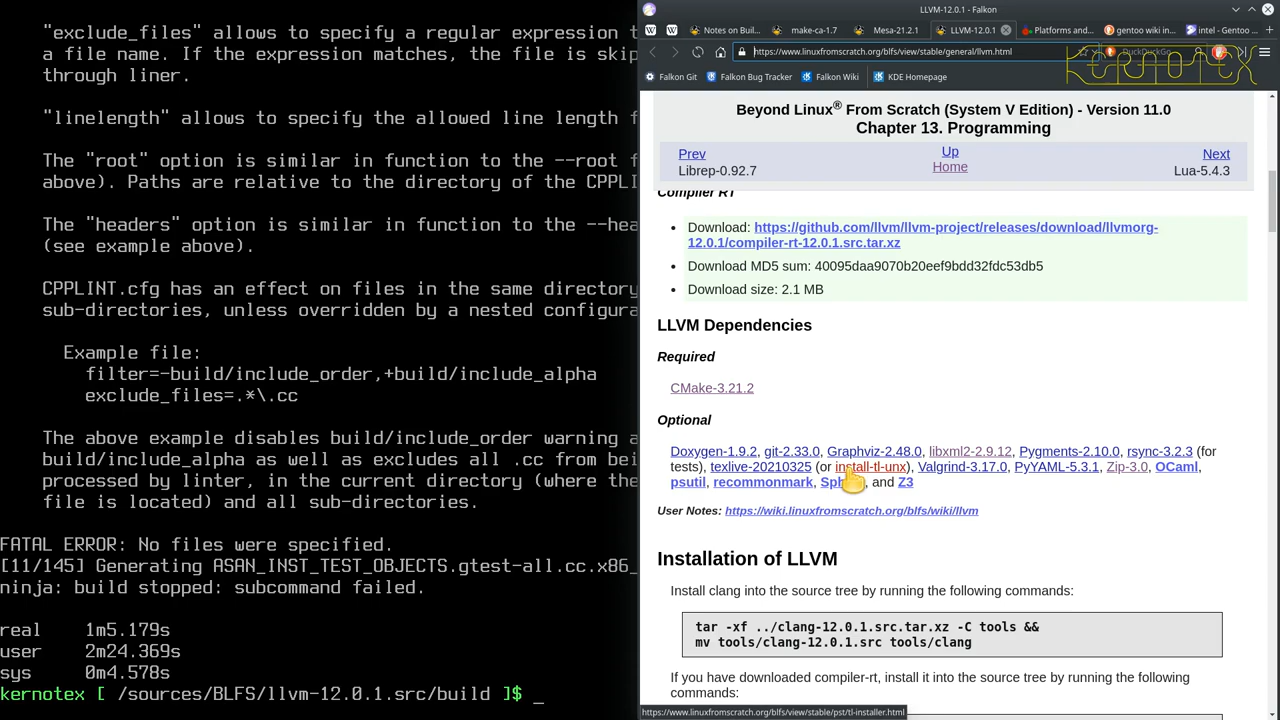 "exclude_files" allows to specify a regular expression t
a file name. If the expression matches, the file is skip
through liner.
"linelength" allows to specify the allowed line length f
The "root" option is similar in function to the --root f
above). Paths are relative to the directory of the CPPLI
The "headers" option is similar in function to the --hea
(see example above).
CPPLINT.cfg has an effect on files in the same directory
sub-directories, unless overridden by a nested configura
Example file:
filter=-build/include_order,+build/include_alpha
exclude_files=.*\.cc
The above example disables build/include_order warning a
build/include_alpha as well as excludes all .cc from bei
processed by linter, in the current directory (where the
file is located) and all sub-directories.
FATAL ERROR: No files were specified.
[11/145] Generating ASAN_INST_TEST_OBJECTS.gtest-all.cc.x86_
ninja: build stopped: subcommand failed.
real 1m5.179s
user 2m24.369s
sys 0m4.578s
kernotex [ /sources/BLFS/llvm-12.0.1.src/build ]$ _
LLVM-12.0.1 - Falkon
Notes on Buil... make-ca-1.7 Mesa-21.2.1 LLVM-12.0.1 Platforms and... gentoo wiki in... intel - Gentoo ...
https://www.linuxfromscratch.org/blfs/view/stable/general/llvm.html DuckDuckGo
KERNOTEX
Falkon Git Falkon Bug Tracker Falkon Wiki KDE Homepage
Beyond Linux® From Scratch (System V Edition) - Version 11.0
Chapter 13. Programming
Prev Up Next
Librep-0.92.7 Home Lua-5.4.3
Compiler RT
• Download: https://github.com/llvm/llvm-project/releases/download/llvmorg-
12.0.1/compiler-rt-12.0.1.src.tar.xz
• Download MD5 sum: 40095daa9070b20eef9bdd32fdc53db5
• Download size: 2.1 MB
LLVM Dependencies
Required
CMake-3.21.2
Optional
Doxygen-1.9.2, git-2.33.0, Graphviz-2.48.0, libxml2-2.9.12, Pygments-2.10.0, rsync-3.2.3 (for
tests), texlive-20210325 (or install-tl-unx), Valgrind-3.17.0, PyYAML-5.3.1, Zip-3.0, OCaml,
psutil, recommonmark, and Z3
User Notes: https://wiki.linuxfromscratch.org/blfs/wiki/llvm
Installation of LLVM
Install clang into the source tree by running the following commands:
tar -xf ../clang-12.0.1.src.tar.xz -C tools &&
mv tools/clang-12.0.1.src tools/clang
If you have downloaded compiler-rt, install it into the source tree by running the following
commands:
https://www.linuxfromscratch.org/blfs/view/stable/pst/tl-installer.html